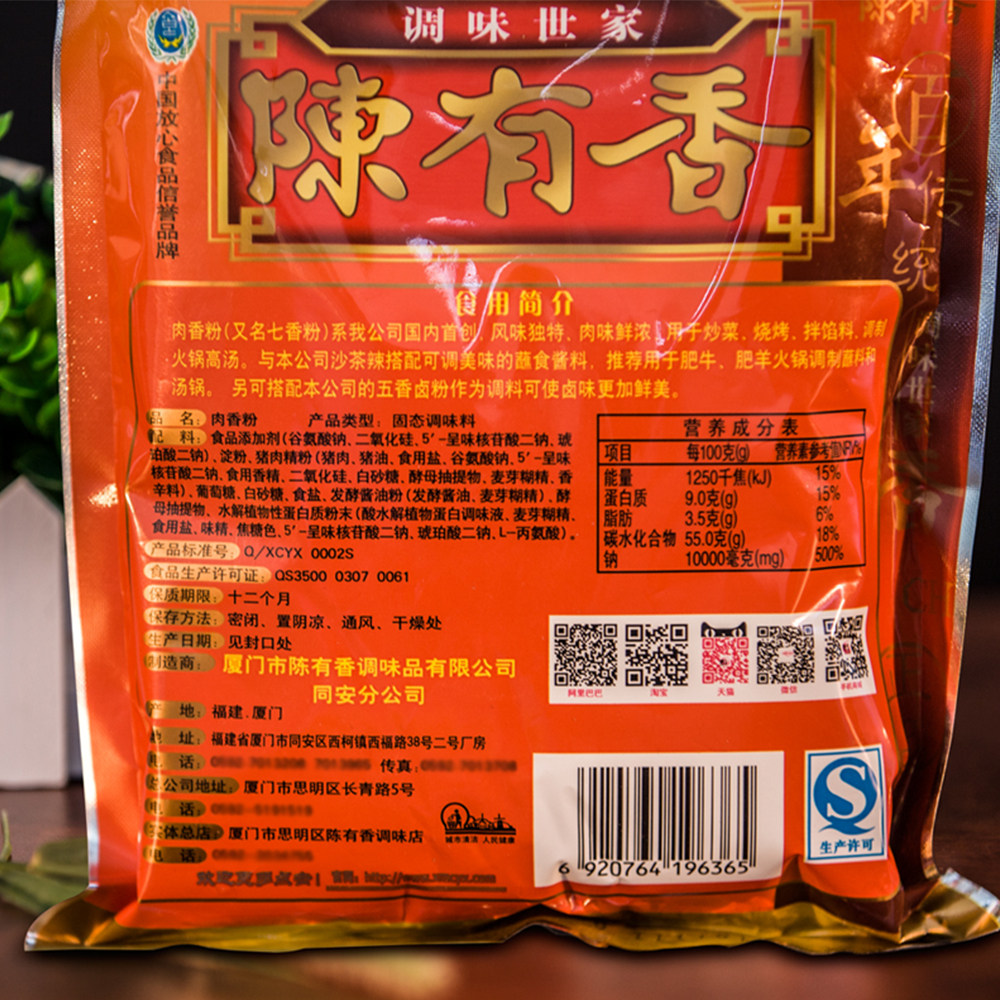 调味世家
陳有香
中国放心食品信誉品牌
陈有香
百年传统
食用简介
肉香粉(又名七香粉)系我公司国内首创、风味独特、肉味鲜浓、用于炒菜、烧烤、拌馅料、调制
火锅高汤。与本公司沙茶辣搭配可调美味的蘸食酱料，推荐用于肥牛、肥羊火锅调制蘸料和
汤锅。 另可搭配本公司的五香卤粉作为调料可使卤味更加鲜美。
品 名：肉香粉 产品类型：固态调味料
配 料：食品添加剂(谷氨酸钠、二氧化硅、5′-呈味核苷酸二钠、琥
珀酸二钠)、淀粉、猪肉精粉(猪肉、猪油、食用盐、谷氨酸钠、5′-呈味
核苷酸二钠、食用香精、二氧化硅、白砂糖、酵母抽提物、麦芽糊精、香
辛料)、葡萄糖、白砂糖、食盐、发酵酱油粉(发酵酱油、麦芽糊精)、酵
母抽提物、水解植物性蛋白质粉末(酸水解植物蛋白调味液、麦芽糊精、
食用盐、味精、焦糖色、5′-呈味核苷酸二钠、琥珀酸二钠、L-丙氨酸)。
产品标准号：Q/XCYX 0002S
食品生产许可证：QS3500 0307 0061
保质期限：十二个月
保存方法：密闭、置阴凉、通风、干燥处
生产日期：见封口处
制造商：厦门市陈有香调味品有限公司
同安分公司
产 地：福建.厦门
地 址：福建省厦门市同安区西柯镇西福路38号二号厂房
电 话： 传真：
总公司地址：厦门市思明区长青路5号
电 话：
实体总店：厦门市思明区陈有香调味店
电 话：
营养成分表
项目 每100克(g) 营养素参考值NRV%
能量 1250千焦(kJ) 15%
蛋白质 9.0克(g) 15%
脂肪 3.5克(g) 6%
碳水化合物 55.0克(g) 18%
钠 10000毫克(mg) 500%
阿里巴巴 淘宝 天猫 微信
城市清洁 人民健康
6 920764 196365
生产许可